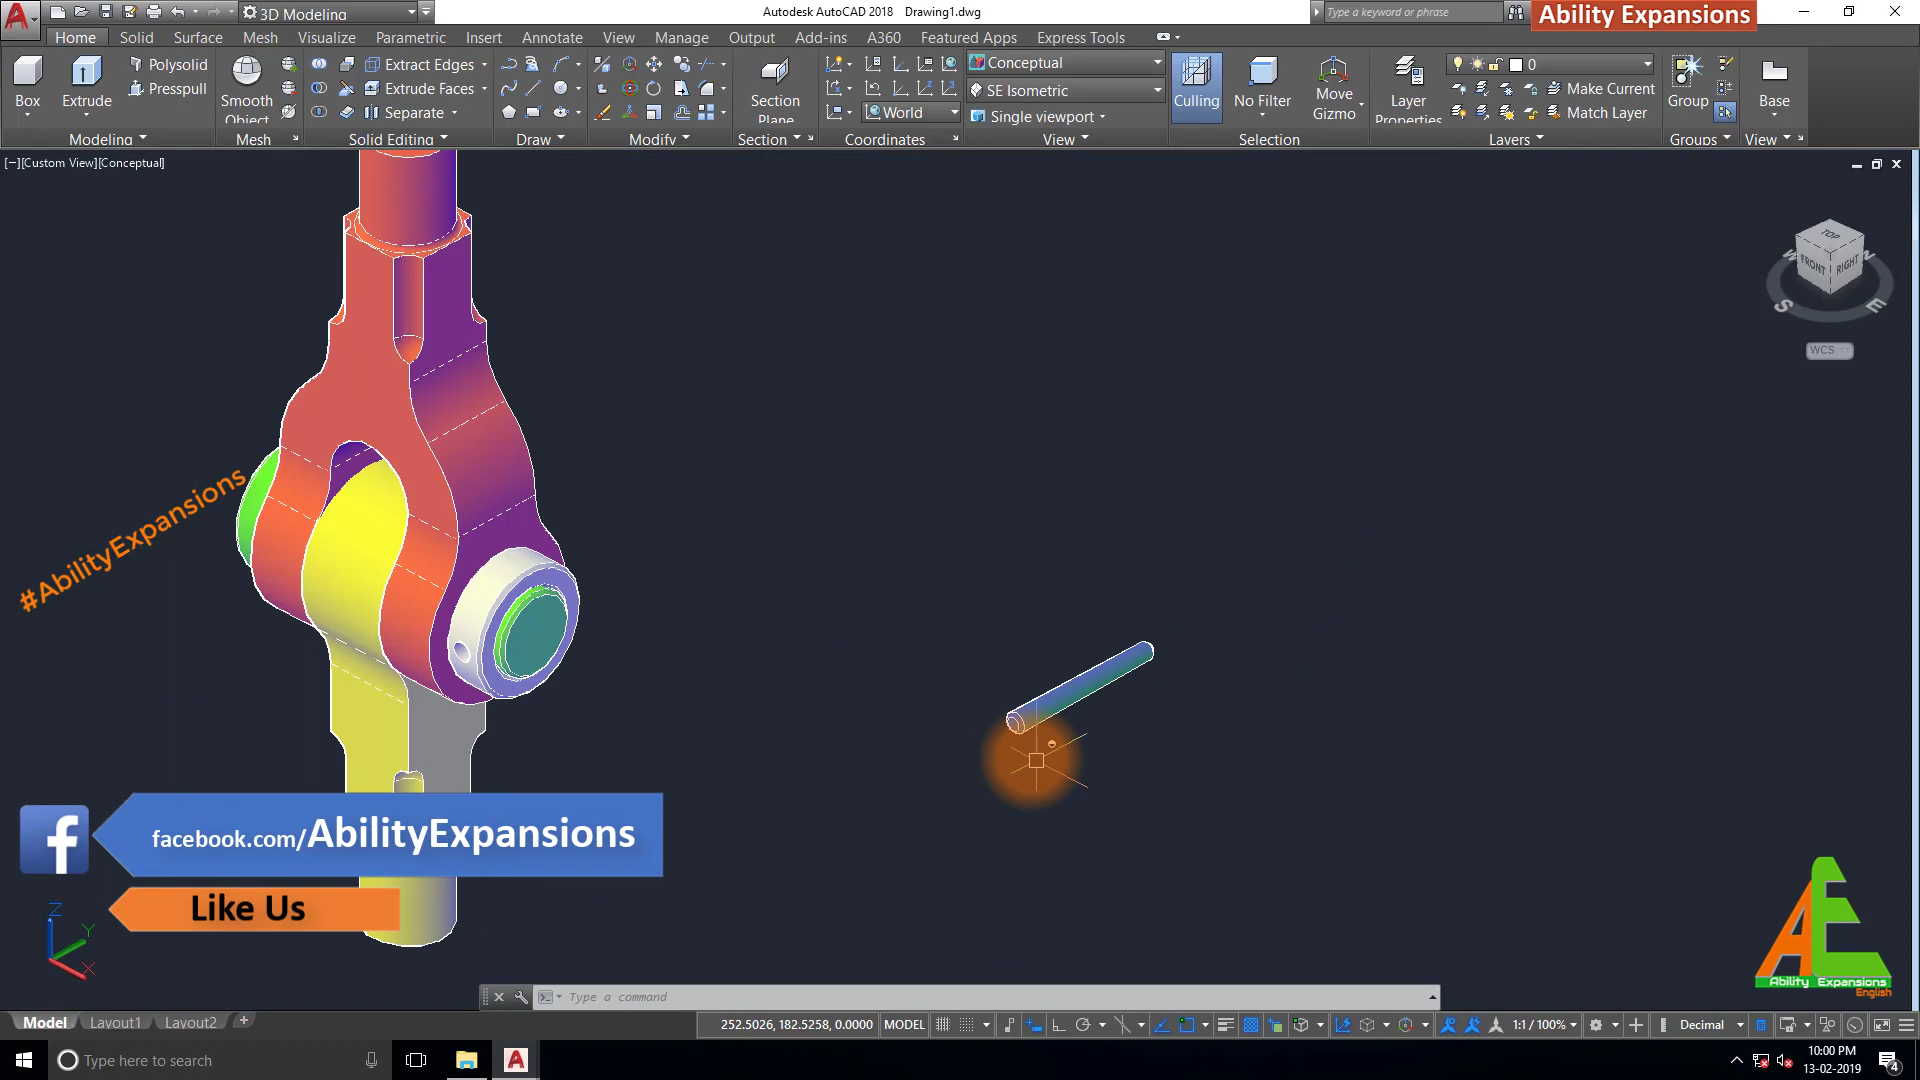 3D Modeling
Autodesk AutoCAD 2018 Drawing1.dwg
Type a keyword or phrase
Ability Expansions
Home Solid Surface Mesh Visualize Parametric Insert Annotate View Manage Output Add-ins A360 Featured Apps Express Tools
Box
Extrude
Polysolid
Presspull
Smooth
Object
Extract Edges
Extrude Faces
Separate
Section
Plane
World
Conceptual
SE Isometric
Single viewport
Culling
No Filter
Move
Gizmo
Layer
Properties
0
Make Current
Match Layer
Group
Base
Modeling Mesh Solid Editing Draw Modify Section Coordinates View Selection Layers Groups View
[−][Custom View][Conceptual]
TOP
FRONT
RIGHT
W
N
S
E
WCS
#AbilityExpansions
facebook.com/AbilityExpansions
Like Us
Z
Y
X
AE
Ability Expansions
English
Type a command
Model Layout1 Layout2 +
252.5026, 182.5258, 0.0000 MODEL
1:1 / 100%
Decimal
Type here to search
10:00 PM
13-02-2019
4